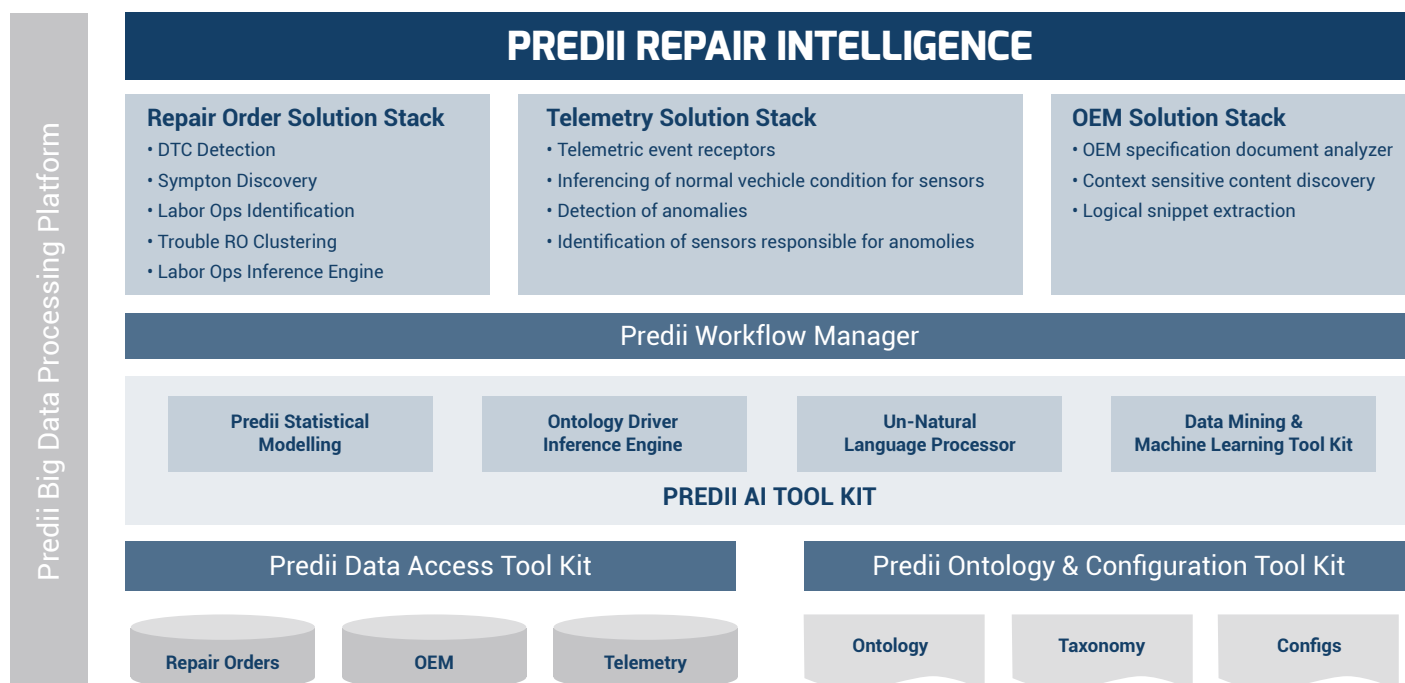 Predii Big Data Processing Platform
PREDII REPAIR INTELLIGENCE
Repair Order Solution Stack
• DTC Detection
• Sympton Discovery
• Labor Ops Identification
• Trouble RO Clustering
• Labor Ops Inference Engine
Telemetry Solution Stack
• Telemetric event receptors
• Inferencing of normal vechicle condition for sensors
• Detection of anomalies
• Identification of sensors responsible for anomolies
OEM Solution Stack
• OEM specification document analyzer
• Context sensitive content discovery
• Logical snippet extraction
Predii Workflow Manager
Predii Statistical
Modelling
Ontology Driver
Inference Engine
Un-Natural
Language Processor
Data Mining &
Machine Learning Tool Kit
PREDII AI TOOL KIT
Predii Data Access Tool Kit
Predii Ontology & Configuration Tool Kit
Repair Orders
OEM
Telemetry
Ontology
Taxonomy
Configs